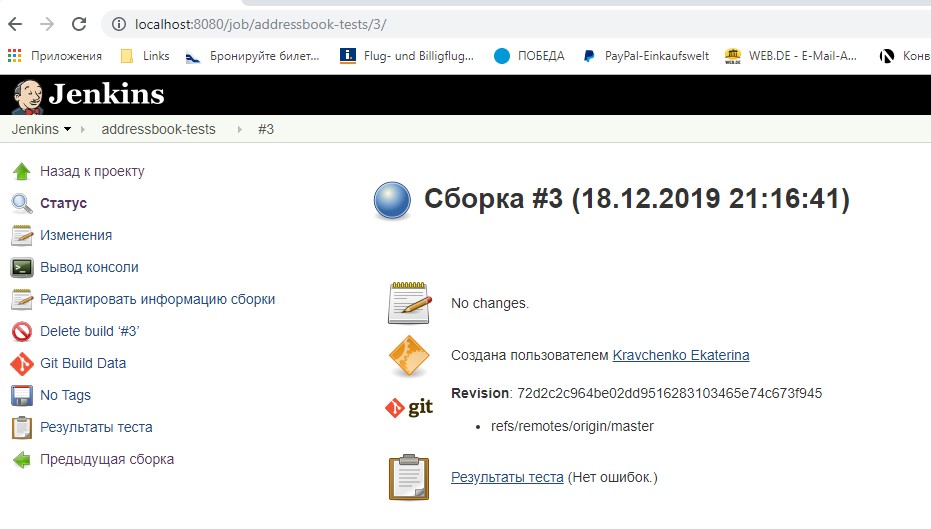 localhost:8080/job/addressbook-tests/3/
Приложения Links Бронируйте билет... Flug- und Billigflug... ПОБЕДА PayPal-Einkaufswelt WEB.DE - E-Mail-A... Конв
Jenkins
Jenkins addressbook-tests #3
Назад к проекту
Статус
Изменения
Вывод консоли
Редактировать информацию сборки
Delete build ‘#3’
Git Build Data
No Tags
Результаты теста
Предыдущая сборка
Сборка #3 (18.12.2019 21:16:41)
No changes.
Создана пользователем Kravchenko Ekaterina
Revision: 72d2c2c964be02dd9516283103465e74c673f945
git
refs/remotes/origin/master
Результаты теста (Нет ошибок.)